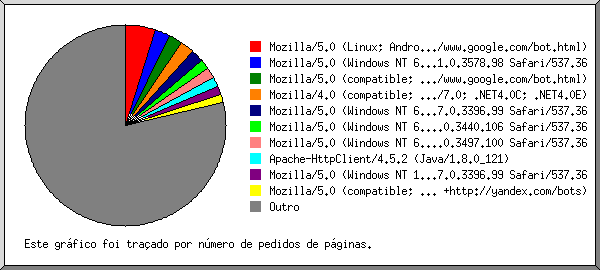 Mozilla/5.0 (Linux; Andro.../www.google.com/bot.html)
Mozilla/5.0 (Windows NT 6...1.0.3578.98 Safari/537.36
Mozilla/5.0 (compatible; .../www.google.com/bot.html)
Mozilla/4.0 (compatible; .../7.0; .NET4.0C; .NET4.0E)
Mozilla/5.0 (Windows NT 6...7.0.3396.99 Safari/537.36
Mozilla/5.0 (Windows NT 6....0.3440.106 Safari/537.36
Mozilla/5.0 (Windows NT 6....0.3497.100 Safari/537.36
Apache-HttpClient/4.5.2 (Java/1.8.0_121)
Mozilla/5.0 (Windows NT 1...7.0.3396.99 Safari/537.36
Mozilla/5.0 (compatible; ... +http://yandex.com/bots)
Outro
Este gráfico foi traçado por número de pedidos de páginas.